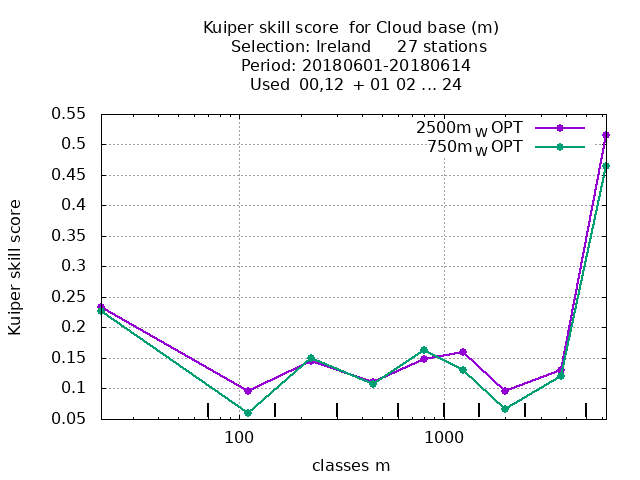 Kuiper skill score for Cloud base (m)
Selection: Ireland 27 stations
Period: 20180601-20180614
Used 00,12 + 01 02 ... 24
2500m W OPT
750m W OPT
0.55
0.5
0.45
0.4
0.35
0.3
0.25
0.2
0.15
0.1
0.05
Kuiper skill score
100 1000
classes m